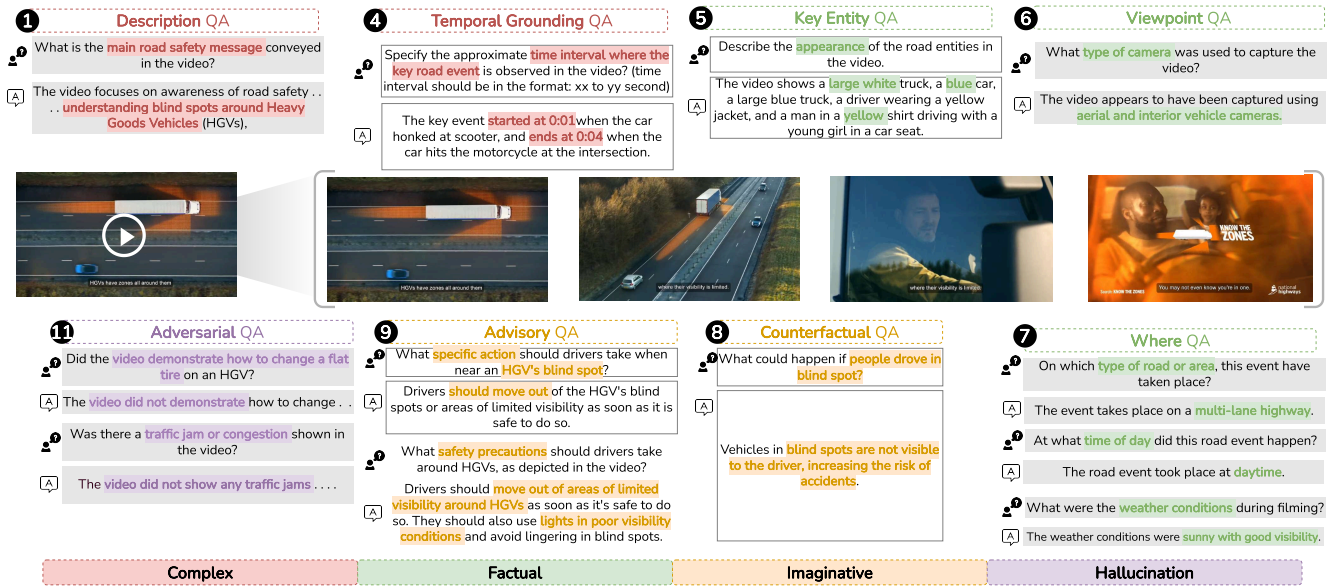 1 Description QA
What is the main road safety message conveyed
in the video?
The video focuses on awareness of road safety . .
. . understanding blind spots around Heavy
Goods Vehicles (HGVs),
4 Temporal Grounding QA
Specify the approximate time interval where the
key road event is observed in the video? (time
interval should be in the format: xx to yy second)
The key event started at 0:01 when the car
honked at scooter, and ends at 0:04 when the
car hits the motorcycle at the intersection.
5 Key Entity QA
Describe the appearance of the road entities in
the video.
The video shows a large white truck, a blue car,
a large blue truck, a driver wearing a yellow
jacket, and a man in a yellow shirt driving with a
young girl in a car seat.
6 Viewpoint QA
What type of camera was used to capture the
video?
The video appears to have been captured using
aerial and interior vehicle cameras.
HGVs have zones all around them
HGVs have zones all around them
where their visibility is limited.
where their visibility is limited.
KNOW THE
ZONES
You may not even know you're in one.
Search: KNOW THE ZONES
national
highways
11 Adversarial QA
Did the video demonstrate how to change a flat
tire on an HGV?
The video did not demonstrate how to change . .
Was there a traffic jam or congestion shown in
the video?
The video did not show any traffic jams . . . .
9 Advisory QA
What specific action should drivers take when
near an HGV's blind spot?
Drivers should move out of the HGV's blind
spots or areas of limited visibility as soon as it is
safe to do so.
What safety precautions should drivers take
around HGVs, as depicted in the video?
Drivers should move out of areas of limited
visibility around HGVs as soon as it's safe to do
so. They should also use lights in poor visibility
conditions and avoid lingering in blind spots.
8 Counterfactual QA
What could happen if people drove in
blind spot?
Vehicles in blind spots are not visible
to the driver, increasing the risk of
accidents.
7 Where QA
On which type of road or area, this event have
taken place?
The event takes place on a multi-lane highway.
At what time of day did this road event happen?
The road event took place at daytime.
What were the weather conditions during filming?
The weather conditions were sunny with good visibility.
Complex
Factual
Imaginative
Hallucination